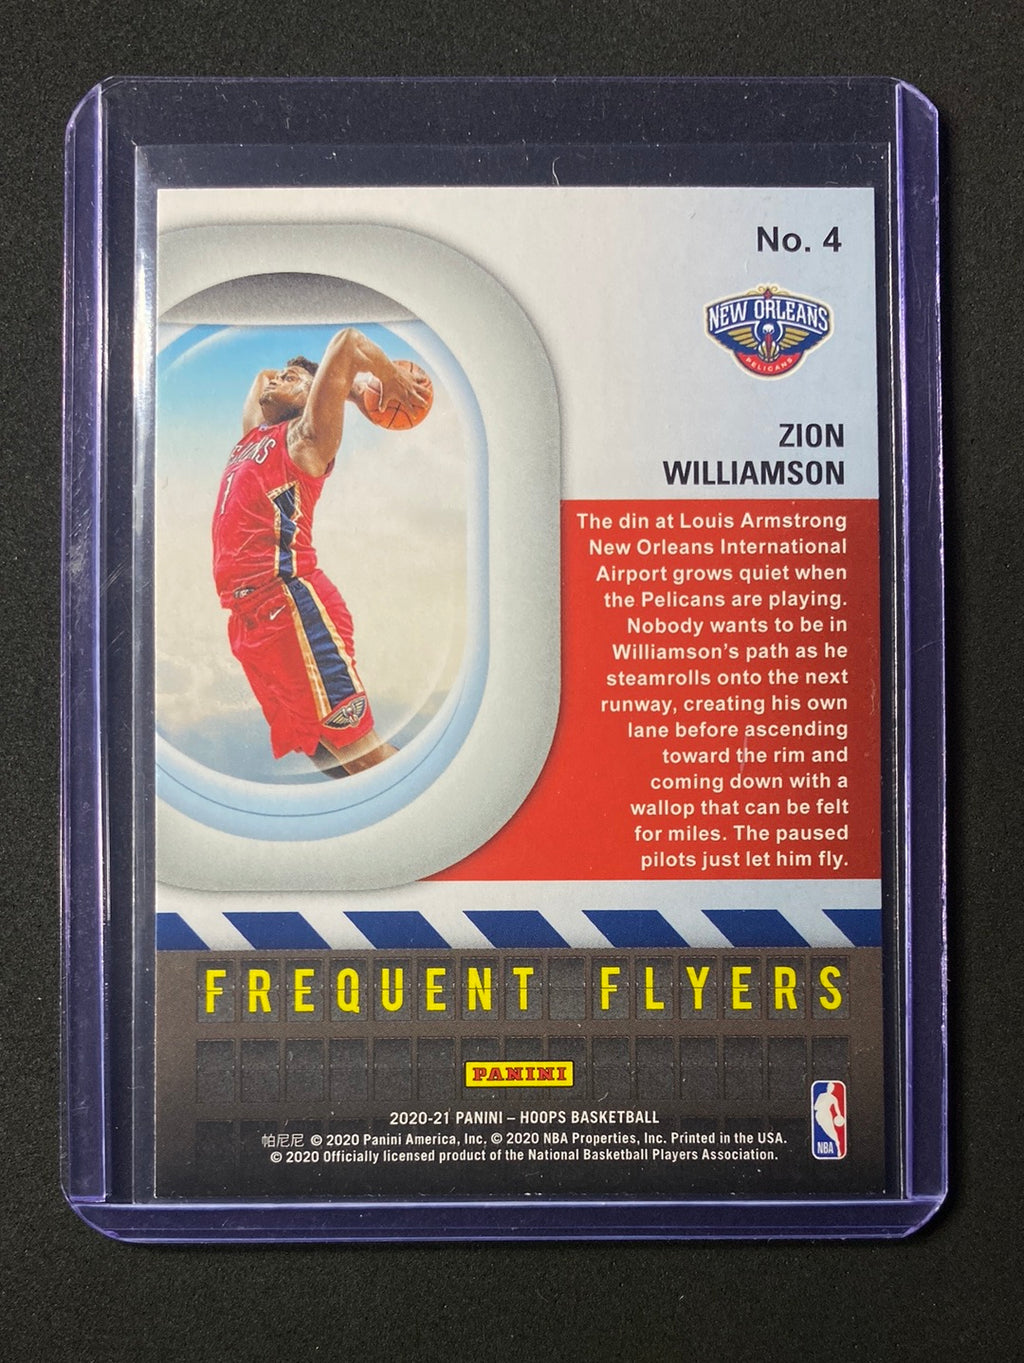 No. 4
NEW ORLEANS
PELICANS
ZION
WILLIAMSON
1
The din at Louis Armstrong
New Orleans International
Airport grows quiet when
the Pelicans are playing.
Nobody wants to be in
Williamson's path as he
steamrolls onto the next
runway, creating his own
lane before ascending
toward the rim and
coming down with a
wallop that can be felt
for miles. The paused
pilots just let him fly.
FREQUENT FLYERS
PANINI
2020-21 PANINI – HOOPS BASKETBALL
帕尼尼 © 2020 Panini America, Inc. © 2020 NBA Properties, Inc. Printed in the USA.
© 2020 Officially licensed product of the National Basketball Players Association.
NBA